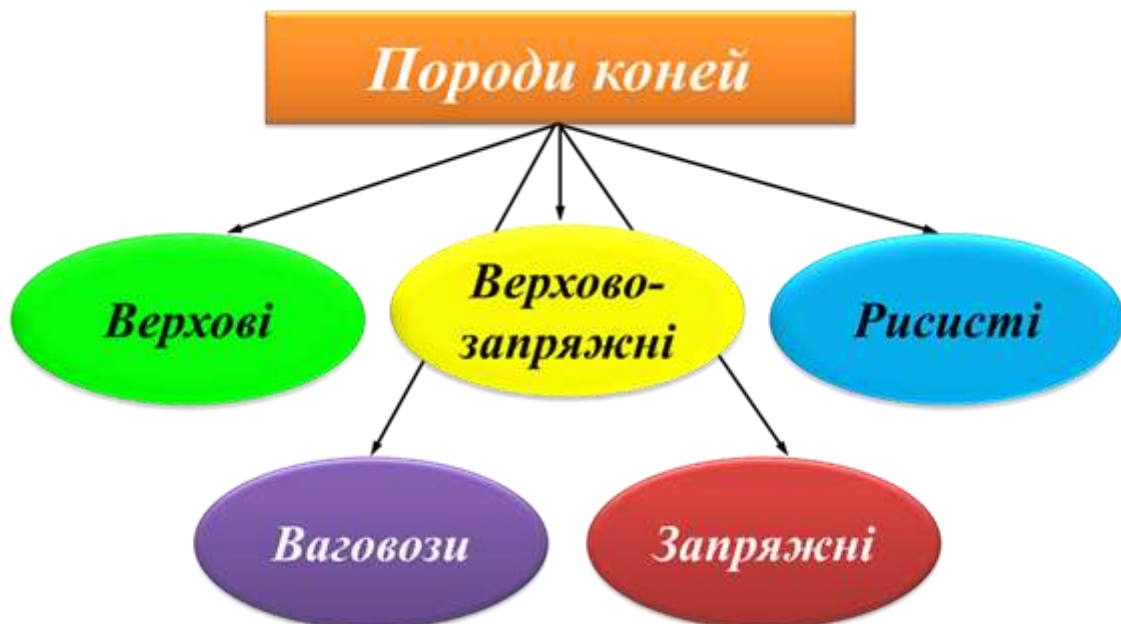 Породи коней
Верхові
Верхово-
запряжні
Рисисті
Ваговози
Запряжні